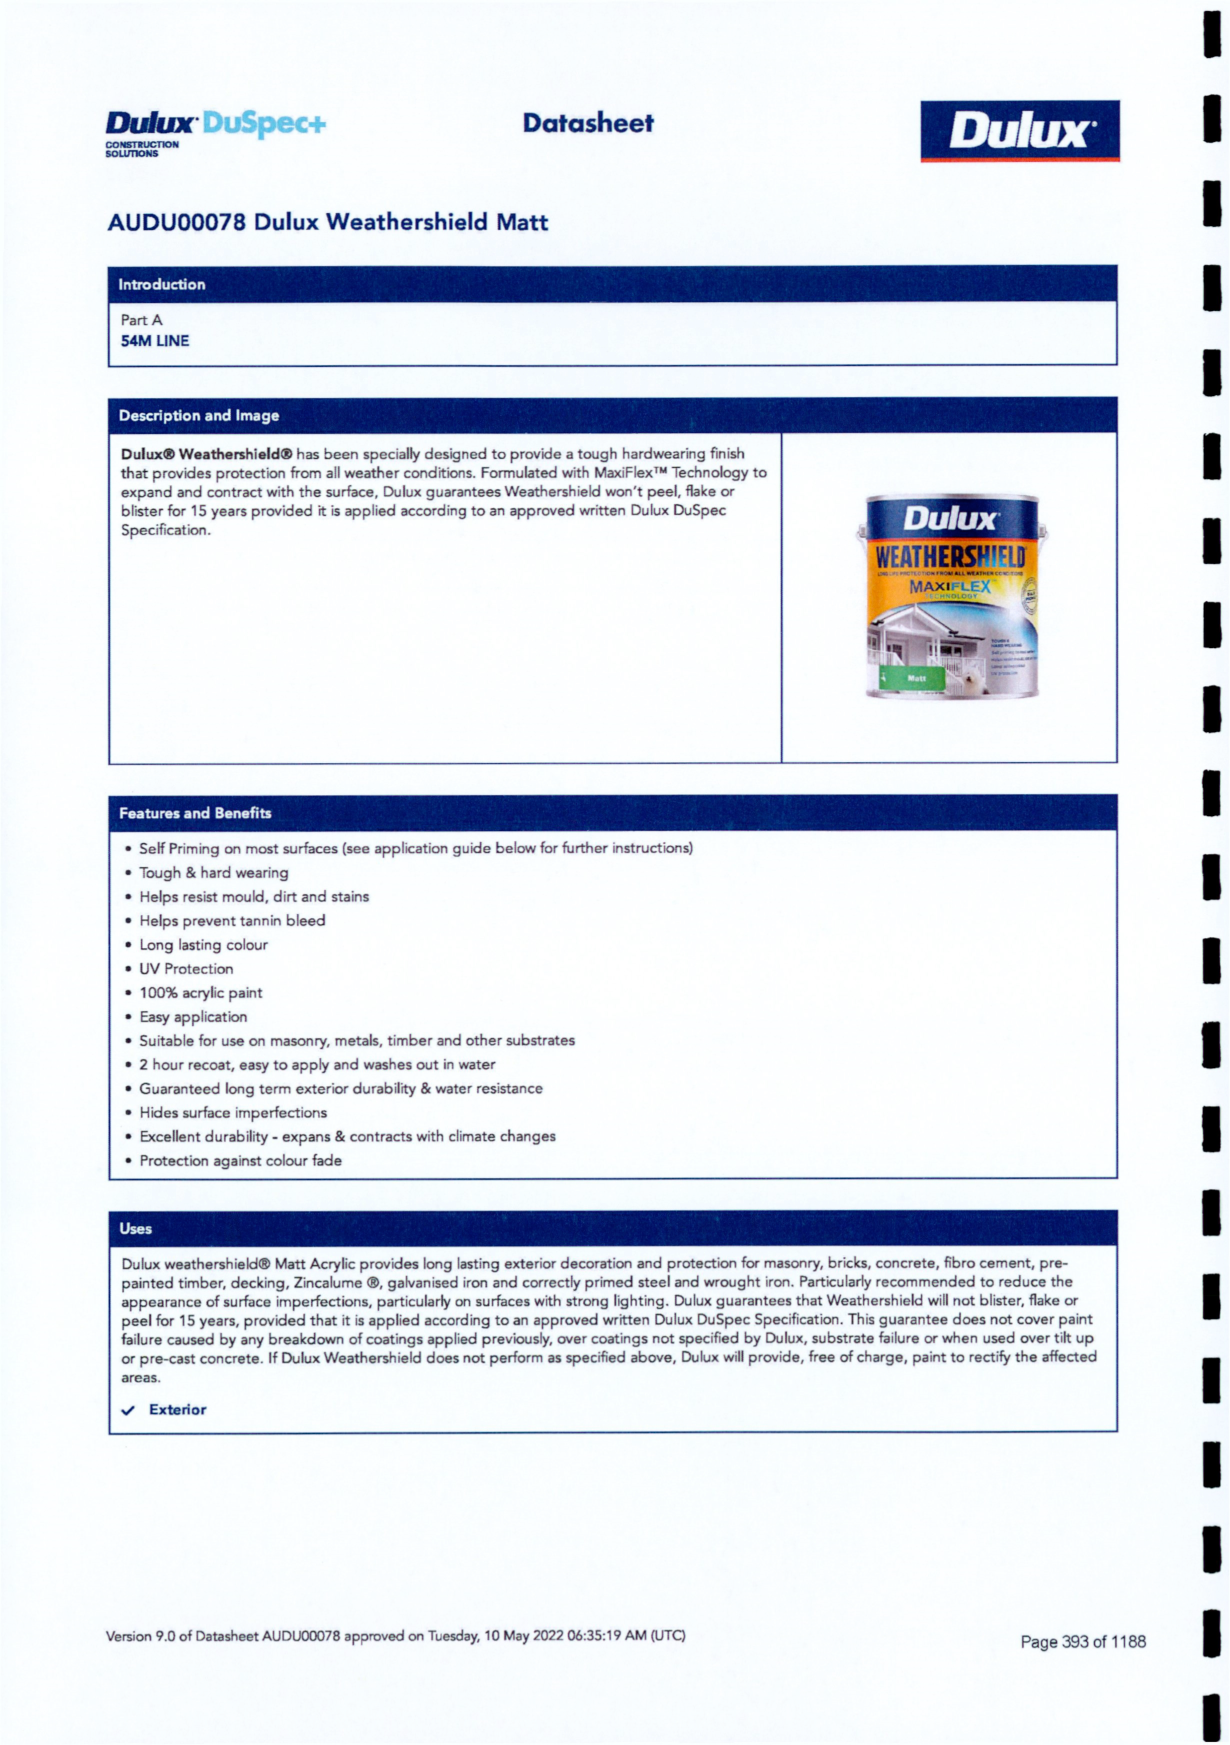 Dulux DuSpec+
CONSTRUCTION
SOLUTIONS
Datasheet
Dulux
AUDU00078 Dulux Weathershield Matt
Introduction
Part A
54M LINE
Description and Image
Dulux® Weathershield® has been specially designed to provide a tough hardwearing finish
that provides protection from all weather conditions. Formulated with MaxiFlex™ Technology to
expand and contract with the surface, Dulux guarantees Weathershield won't peel, flake or
blister for 15 years provided it is applied according to an approved written Dulux DuSpec
Specification.
Dulux
WEATHERSHIELD
LONG LIFE PROTECTION FROM ALL WEATHER CONDITIONS
MAXIFLEX
TECHNOLOGY
Matt
Features and Benefits
• Self Priming on most surfaces (see application guide below for further instructions)
• Tough & hard wearing
• Helps resist mould, dirt and stains
• Helps prevent tannin bleed
• Long lasting colour
• UV Protection
• 100% acrylic paint
• Easy application
• Suitable for use on masonry, metals, timber and other substrates
• 2 hour recoat, easy to apply and washes out in water
• Guaranteed long term exterior durability & water resistance
• Hides surface imperfections
• Excellent durability - expans & contracts with climate changes
• Protection against colour fade
Uses
Dulux weathershield® Matt Acrylic provides long lasting exterior decoration and protection for masonry, bricks, concrete, fibro cement, pre-
painted timber, decking, Zincalume ®, galvanised iron and correctly primed steel and wrought iron. Particularly recommended to reduce the
appearance of surface imperfections, particularly on surfaces with strong lighting. Dulux guarantees that Weathershield will not blister, flake or
peel for 15 years, provided that it is applied according to an approved written Dulux DuSpec Specification. This guarantee does not cover paint
failure caused by any breakdown of coatings applied previously, over coatings not specified by Dulux, substrate failure or when used over tilt up
or pre-cast concrete. If Dulux Weathershield does not perform as specified above, Dulux will provide, free of charge, paint to rectify the affected
areas.
✓ Exterior
Version 9.0 of Datasheet AUDU00078 approved on Tuesday, 10 May 2022 06:35:19 AM (UTC)
Page 393 of 1188